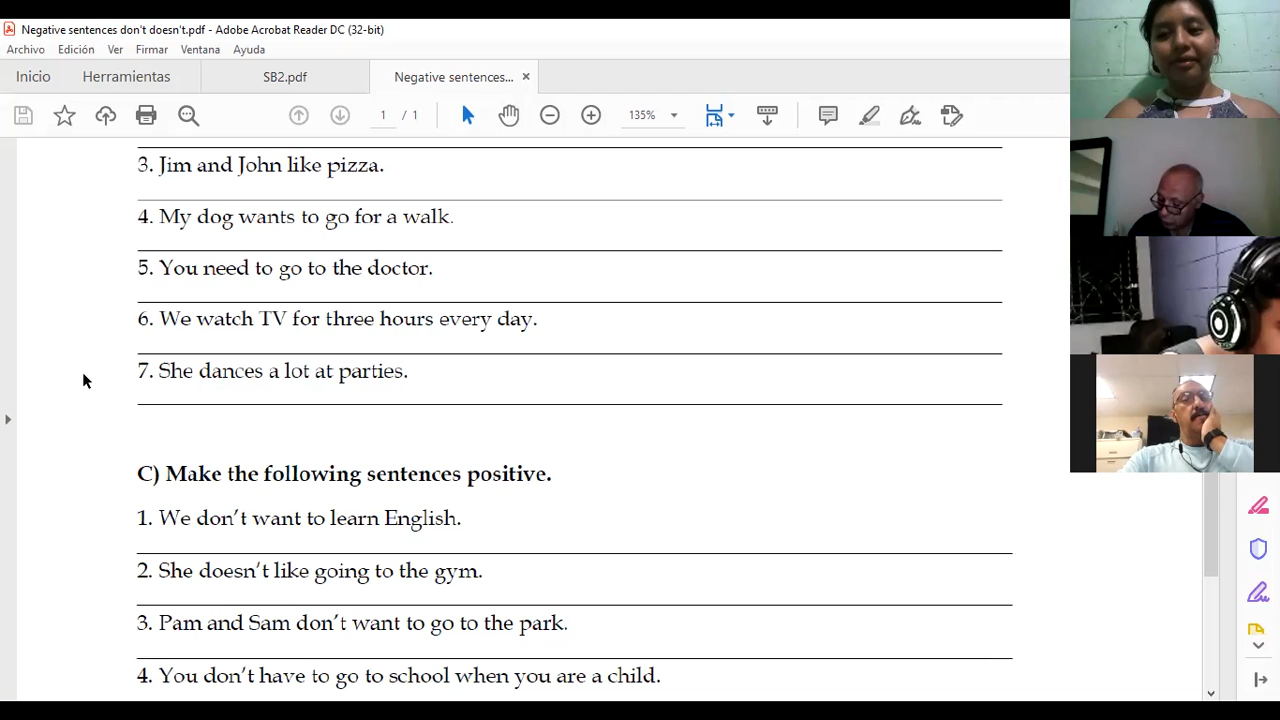 Negative sentences don't doesn't.pdf - Adobe Acrobat Reader DC (32-bit)
Archivo Edición Ver Firmar Ventana Ayuda
Inicio Herramientas SB2.pdf Negative sentences... ×
1 / 1 135%
3. Jim and John like pizza.
4. My dog wants to go for a walk.
5. You need to go to the doctor.
6. We watch TV for three hours every day.
7. She dances a lot at parties.
C) Make the following sentences positive.
1. We don't want to learn English.
2. She doesn't like going to the gym.
3. Pam and Sam don't want to go to the park.
4. You don't have to go to school when you are a child.